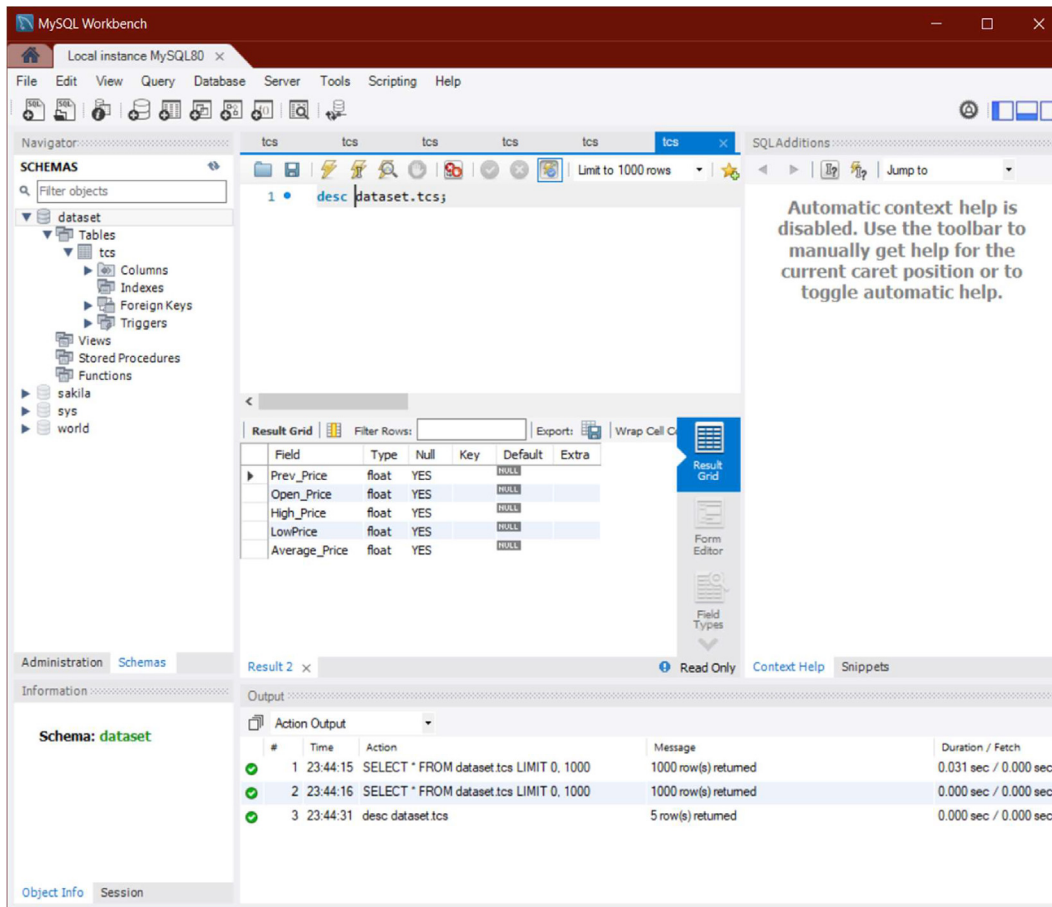 MySQL Workbench
Local instance MySQL80
File Edit View Query Database Server Tools Scripting Help
Navigator
SCHEMAS
Filter objects
dataset
Tables
tcs
Columns
Indexes
Foreign Keys
Triggers
Views
Stored Procedures
Functions
sakila
sys
world
Administration Schemas
Information
Schema: dataset
Object Info Session
tcs tcs tcs tcs tcs tcs
Limit to 1000 rows
1 desc dataset.tcs;
Result Grid Filter Rows: Export: Wrap Cell
Field Type Null Key Default Extra
Prev_Price float YES NULL
Open_Price float YES NULL
High_Price float YES NULL
LowPrice float YES NULL
Average_Price float YES NULL
Result Grid
Form Editor
Field Types
Result 2 Read Only
SQLAdditions
Jump to
Automatic context help is
disabled. Use the toolbar to
manually get help for the
current caret position or to
toggle automatic help.
Context Help Snippets
Output
Action Output
# Time Action Message Duration / Fetch
1 23:44:15 SELECT * FROM dataset.tcs LIMIT 0, 1000 1000 row(s) returned 0.031 sec / 0.000 sec
2 23:44:16 SELECT * FROM dataset.tcs LIMIT 0, 1000 1000 row(s) returned 0.000 sec / 0.000 sec
3 23:44:31 desc dataset.tcs 5 row(s) returned 0.000 sec / 0.000 sec